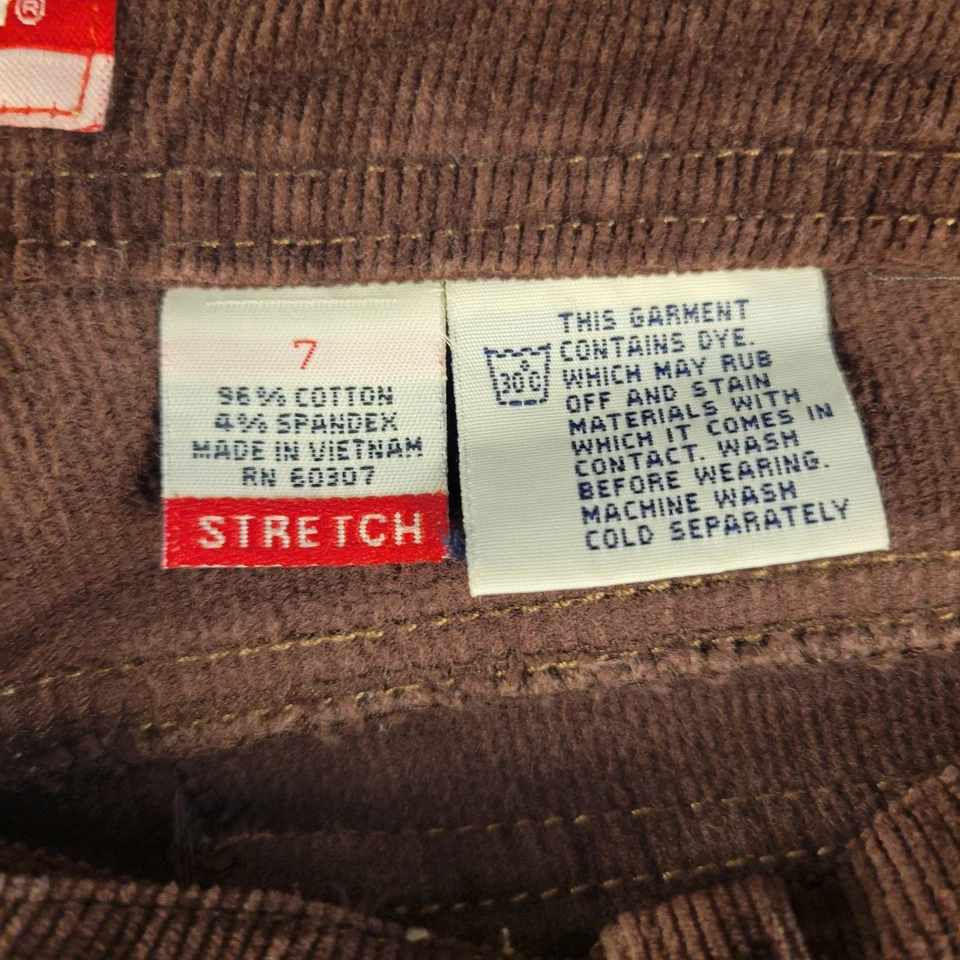 ®
7
96% COTTON
4% SPANDEX
MADE IN VIETNAM
RN 60307
STRETCH
30C
THIS GARMENT
CONTAINS DYE.
WHICH MAY RUB
OFF AND STAIN
MATERIALS WITH
WHICH IT COMES IN
CONTACT. WASH
BEFORE WEARING.
MACHINE WASH
COLD SEPARATELY